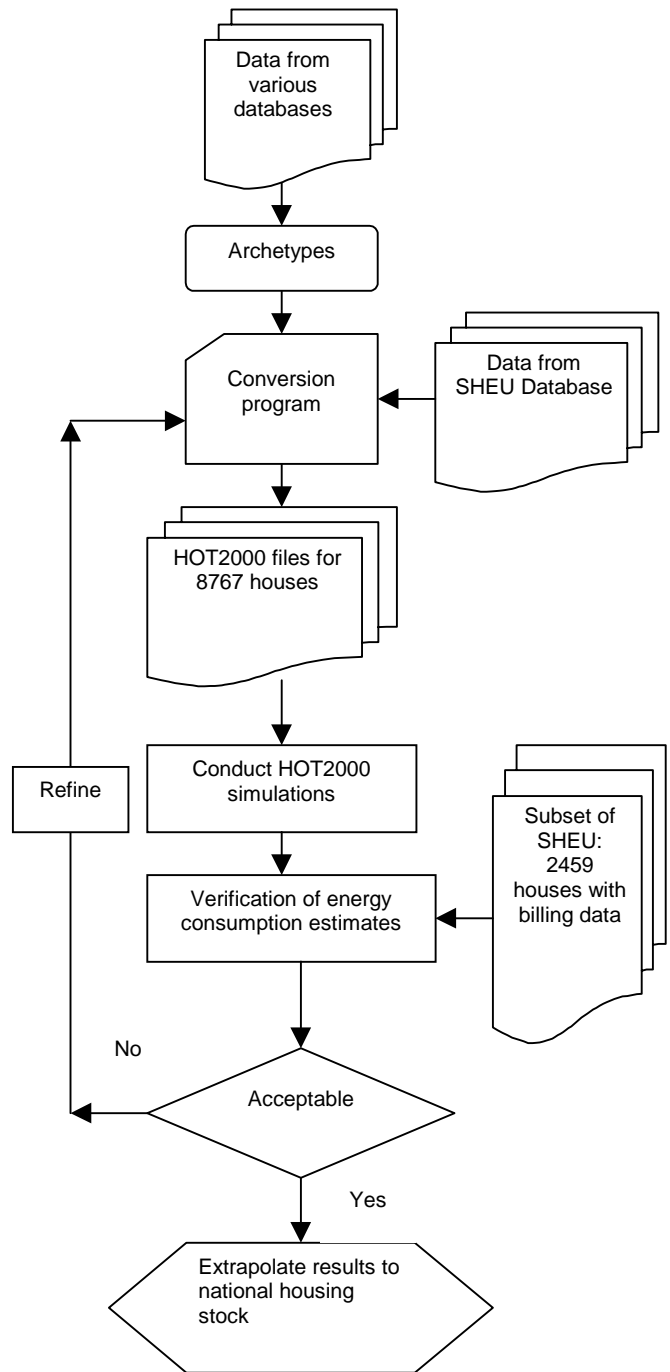 Data from
various
databases
Archetypes
Conversion
program
Data from
SHEU Database
HOT2000 files for
8767 houses
Refine
Conduct HOT2000
simulations
Subset of
SHEU:
2459
houses with
billing data
Verification of energy
consumption estimates
No
Acceptable
Yes
Extrapolate results to
national housing
stock